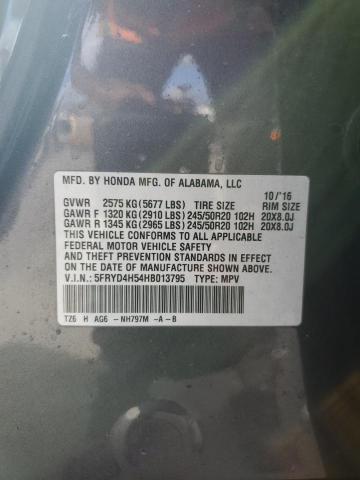 MFD. BY HONDA MFG. OF ALABAMA, LLC
10/'16
GVWR 2575 KG(5677 LBS) TIRE SIZE RIM SIZE
GAWR F 1320 KG(2910 LBS) 245/50R20 102H 20X8.0J
GAWR R 1345 KG(2965 LBS) 245/50R20 102H 20X8.0J
THIS VEHICLE CONFORMS TO ALL APPLICABLE
FEDERAL MOTOR VEHICLE SAFETY
AND THEFT PREVENTION STANDARDS IN EFFECT ON
THE DATE OF MANUFACTURE SHOWN ABOVE.
V.I.N.: 5FRYD4H54HB013795 TYPE: MPV
TZ6 H AG6 -NH797M -A-B